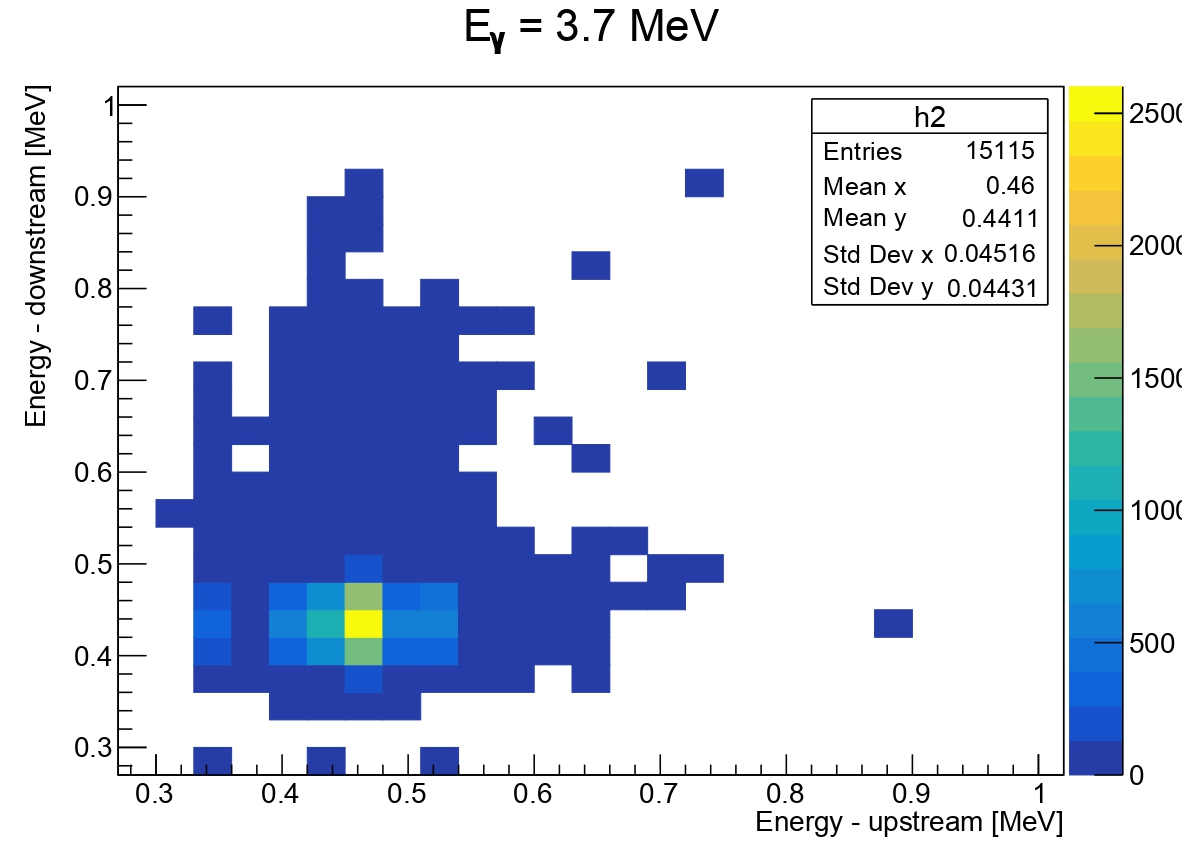 Eγ = 3.7 MeV
Energy - downstream [MeV]
1
0.9
0.8
0.7
0.6
0.5
0.4
0.3
h2
Entries 15115
Mean x 0.46
Mean y 0.4411
Std Dev x 0.04516
Std Dev y 0.04431
2500
2000
1500
1000
500
0
0.3 0.4 0.5 0.6 0.7 0.8 0.9 1
Energy - upstream [MeV]